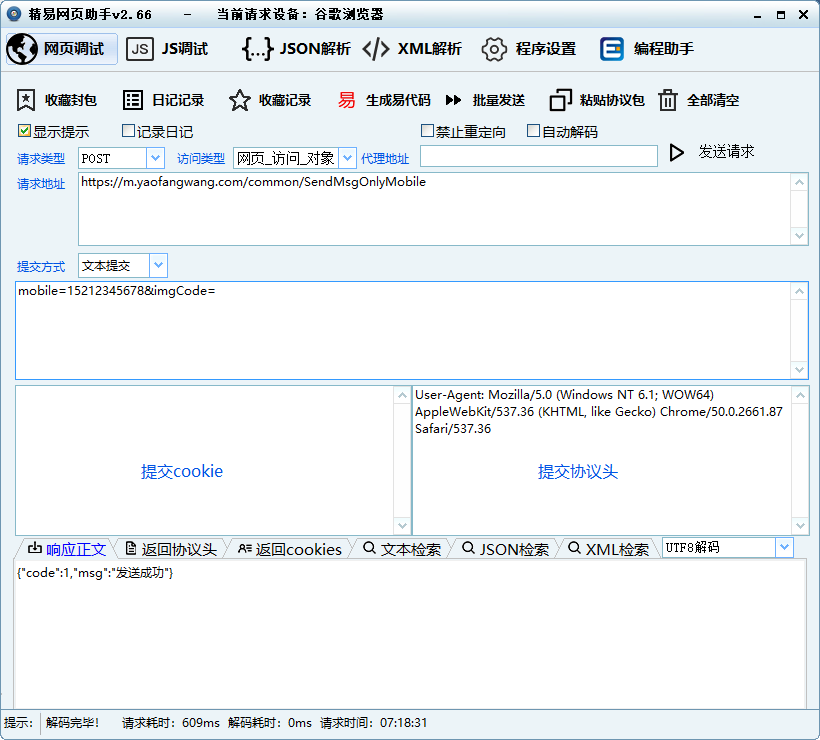 精易网页助手v2.66 - 当前请求设备：谷歌浏览器
网页调试 JS JS调试 {...} JSON解析 </> XML解析 程序设置 编程助手
收藏封包 日记记录 收藏记录 易 生成易代码 批量发送 粘贴协议包 全部清空
显示提示 记录日记 禁止重定向 自动解码
请求类型 POST 访问类型 网页_访问_对象 代理地址 发送请求
请求地址 https://m.yaofangwang.com/common/SendMsgOnlyMobile
提交方式 文本提交
mobile=15212345678&imgCode=
提交cookie
User-Agent: Mozilla/5.0 (Windows NT 6.1; WOW64)
AppleWebKit/537.36 (KHTML, like Gecko) Chrome/50.0.2661.87
Safari/537.36
提交协议头
响应正文 返回协议头 返回cookies 文本检索 JSON检索 XML检索 UTF8解码
{"code":1,"msg":"发送成功"}
提示: 解码完毕! 请求耗时: 609ms 解码耗时: 0ms 请求时间: 07:18:31